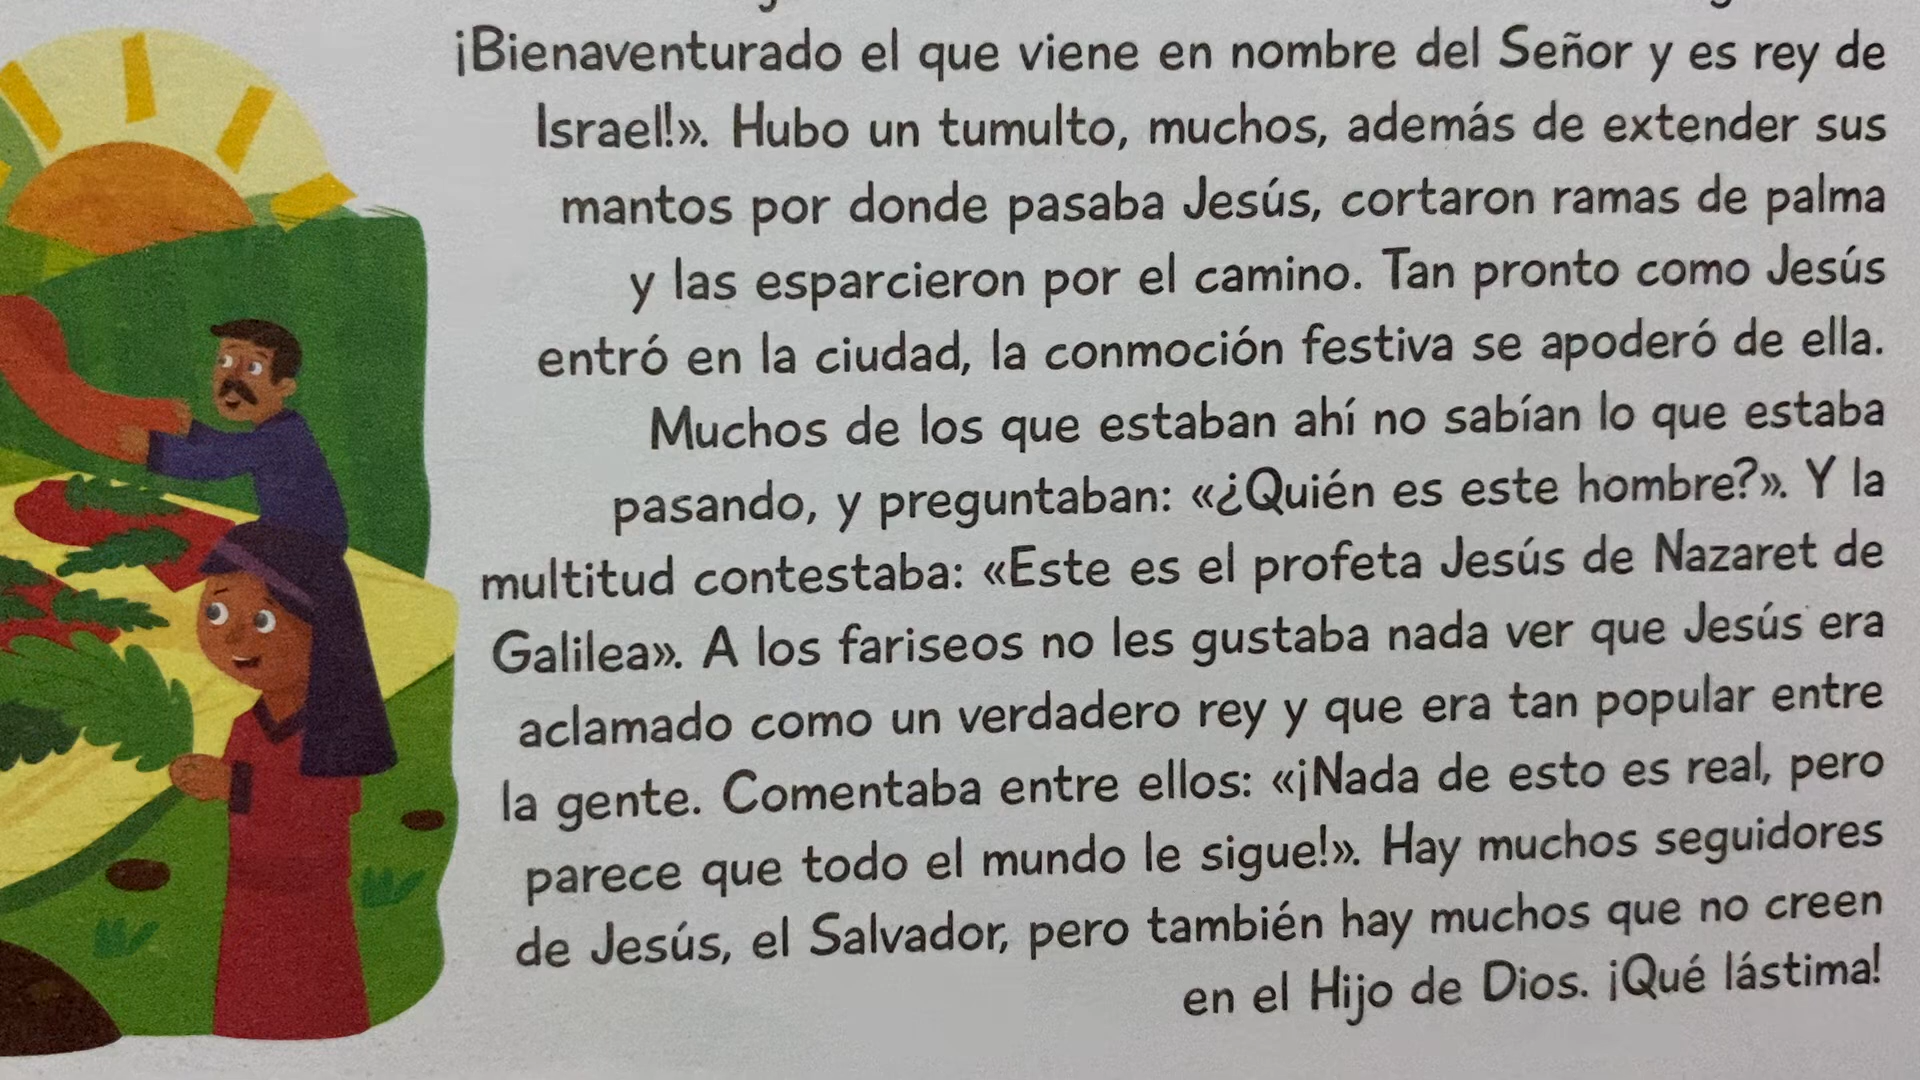 ¡Bienaventurado el que viene en nombre del Señor y es rey de
Israel!». Hubo un tumulto, muchos, además de extender sus
mantos por donde pasaba Jesús, cortaron ramas de palma
y las esparcieron por el camino. Tan pronto como Jesús
entró en la ciudad, la conmoción festiva se apoderó de ella.
Muchos de los que estaban ahí no sabían lo que estaba
pasando, y preguntaban: «¿Quién es este hombre?». Y la
multitud contestaba: «Este es el profeta Jesús de Nazaret de
Galilea». A los fariseos no les gustaba nada ver que Jesús era
aclamado como un verdadero rey y que era tan popular entre
la gente. Comentaba entre ellos: «¡Nada de esto es real, pero
parece que todo el mundo le sigue!». Hay muchos seguidores
de Jesús, el Salvador, pero también hay muchos que no creen
en el Hijo de Dios. ¡Qué lástima!